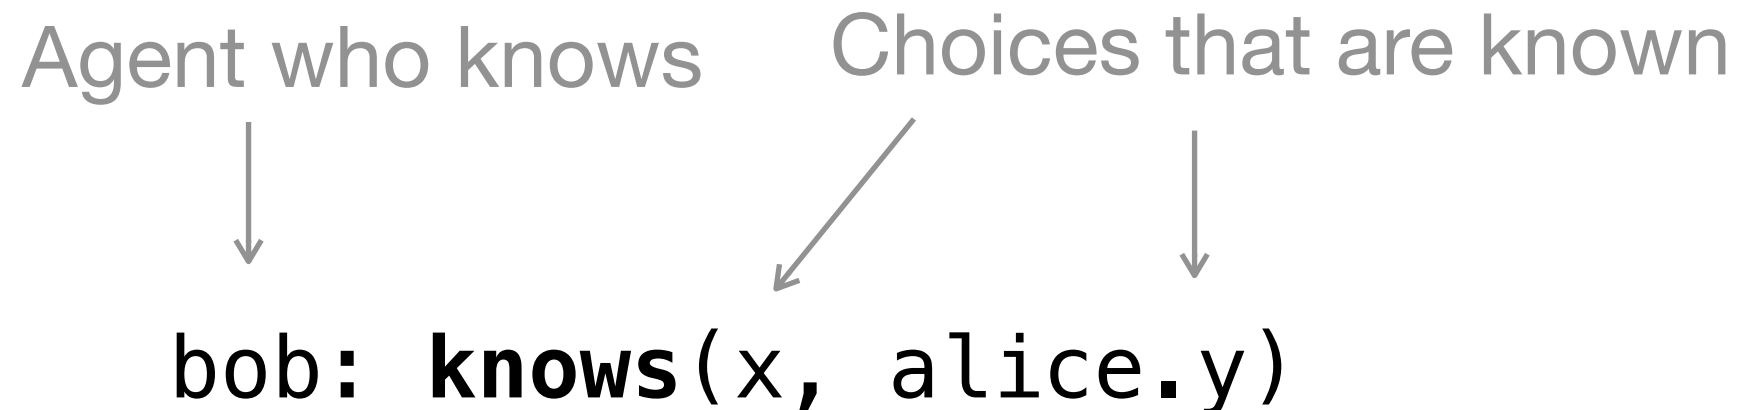 Agent who knows
Choices that are known
bob: knows(x, alice.y)